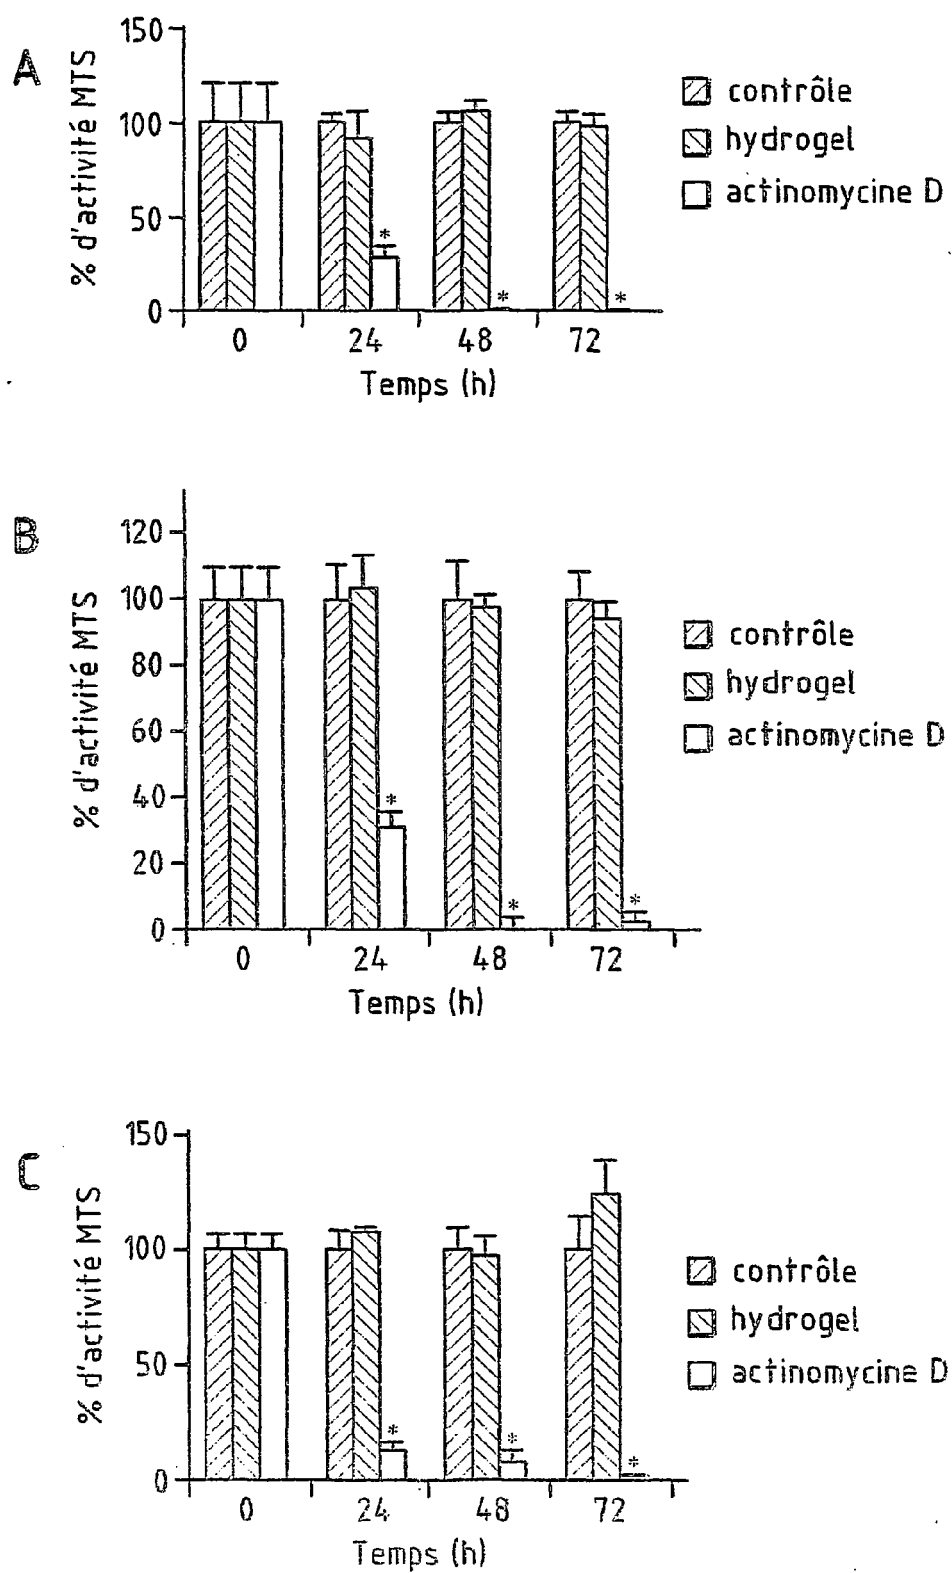 A
% d'activité MTS
150
100
50
0
0 24 48 72
Temps (h)
contrôle
hydrogel
actinomycine D
* * *
B
% d'activité MTS
120
100
80
60
40
20
0
0 24 48 72
Temps (h)
contrôle
hydrogel
actinomycine D
* * *
C
% d'activité MTS
150
100
50
0
0 24 48 72
Temps (h)
contrôle
hydrogel
actinomycine D
* * *